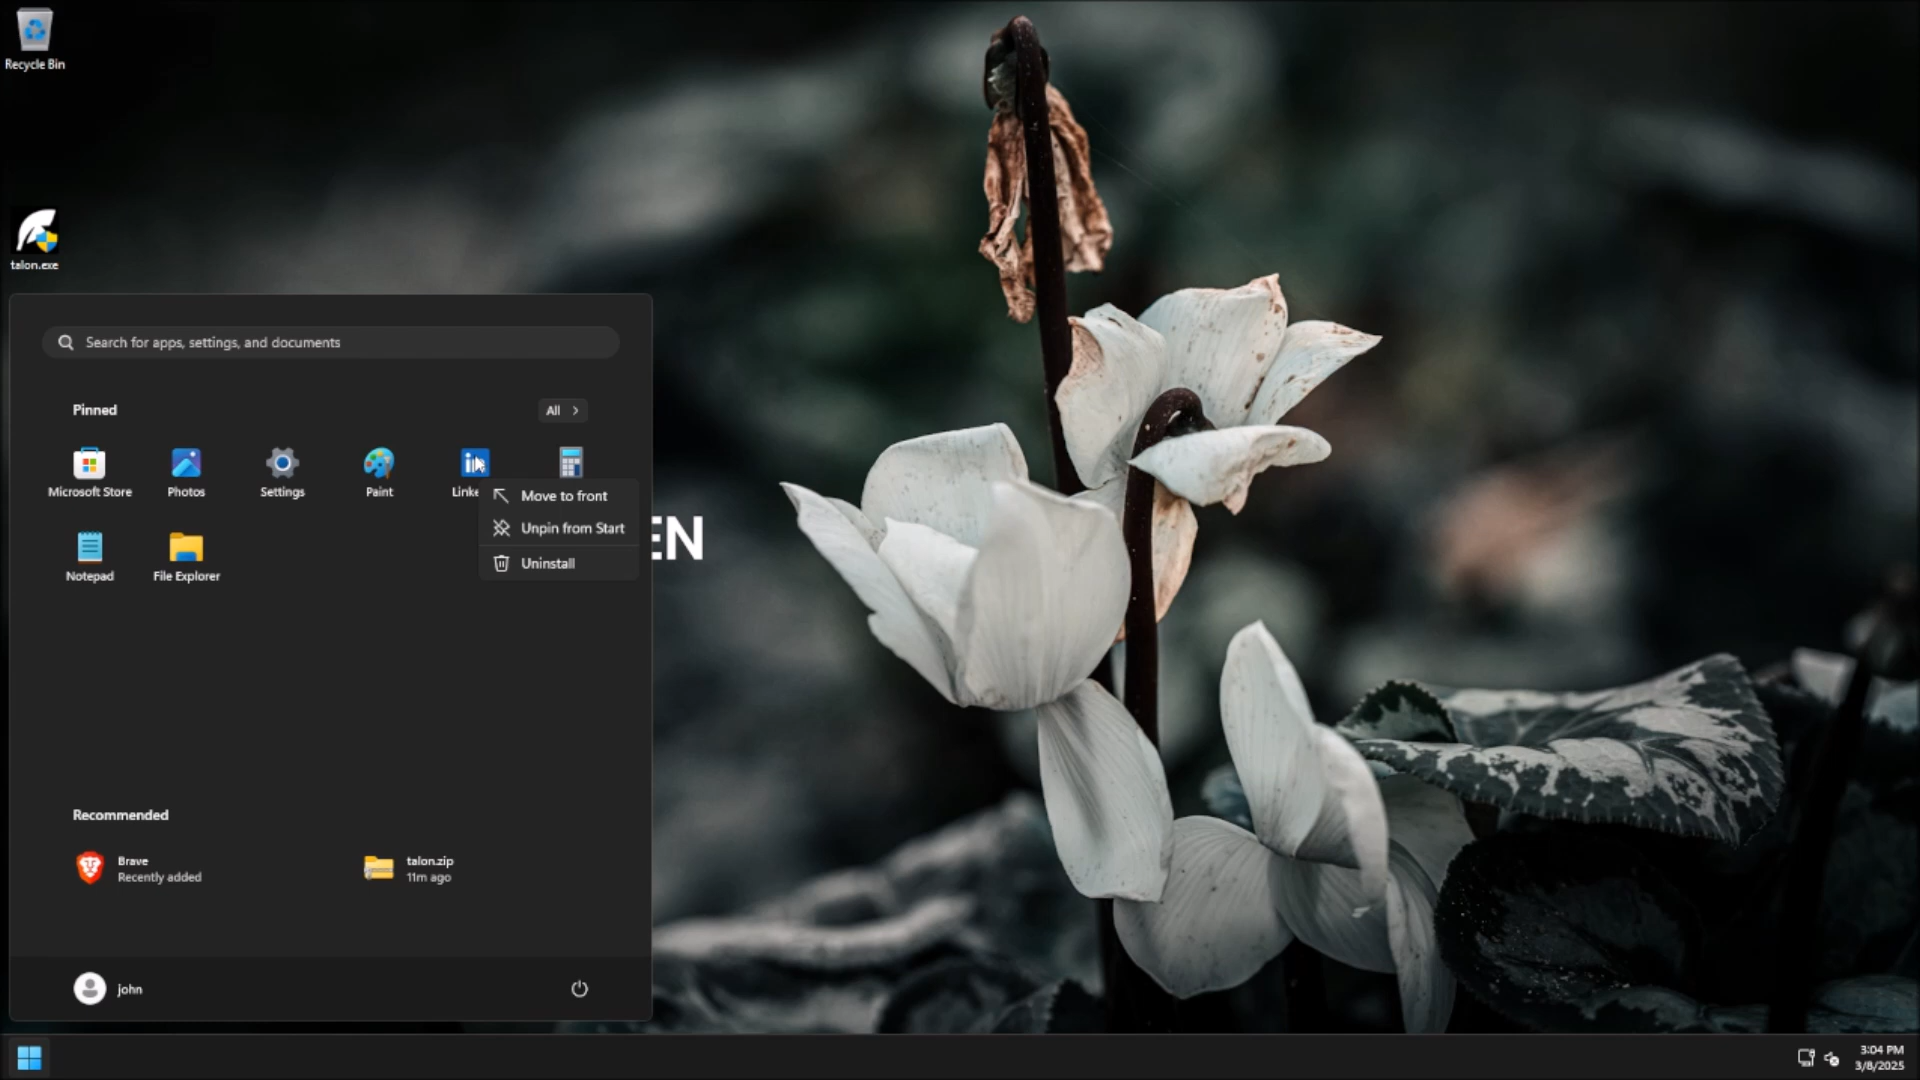 Recycle Bin
talon.exe
Search for apps, settings, and documents
Pinned
All
Microsoft Store
Photos
Settings
Paint
Linke
Move to front
Unpin from Start
Uninstall
EN
Notepad
File Explorer
Recommended
Brave
Recently added
talon.zip
11m ago
john
3:04 PM
3/8/2025